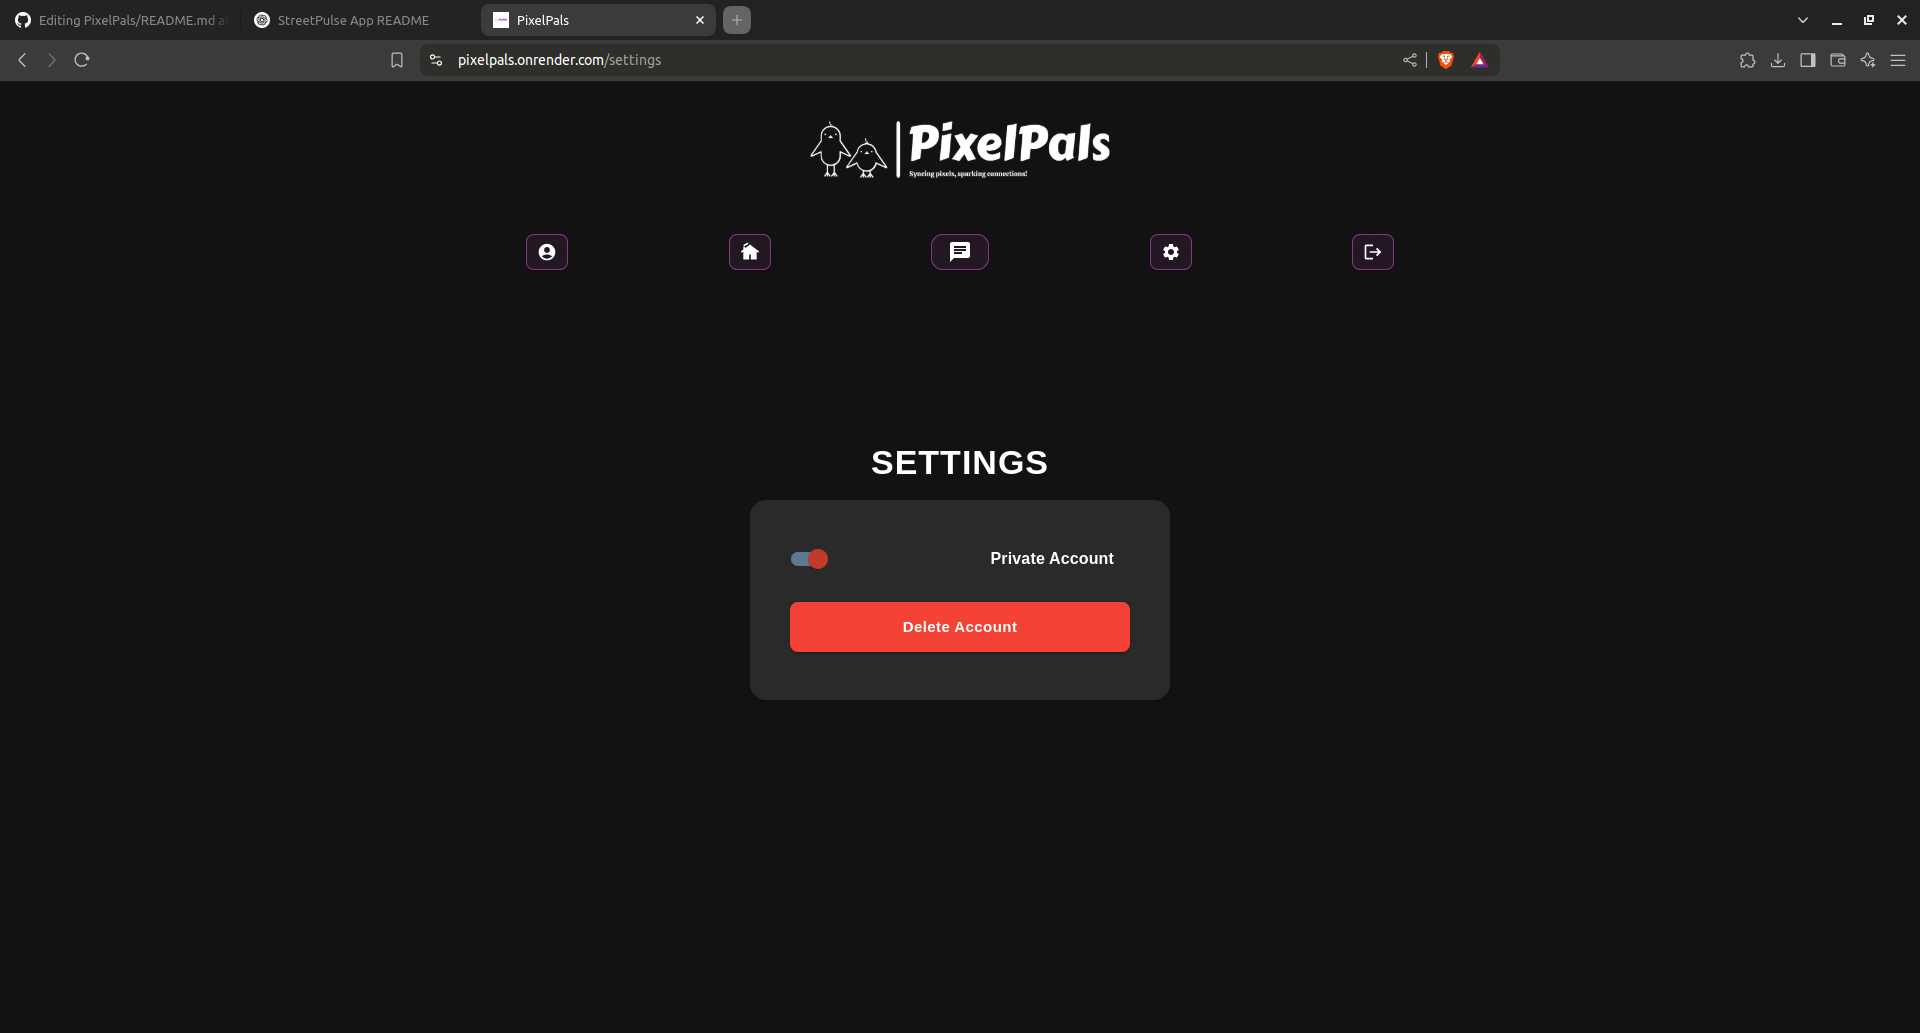 Editing PixelPals/README.md at
StreetPulse App README
PixelPals
pixelpals.onrender.com/settings
PixelPals
Syncing pixels, sparking connections!
SETTINGS
Private Account
Delete Account